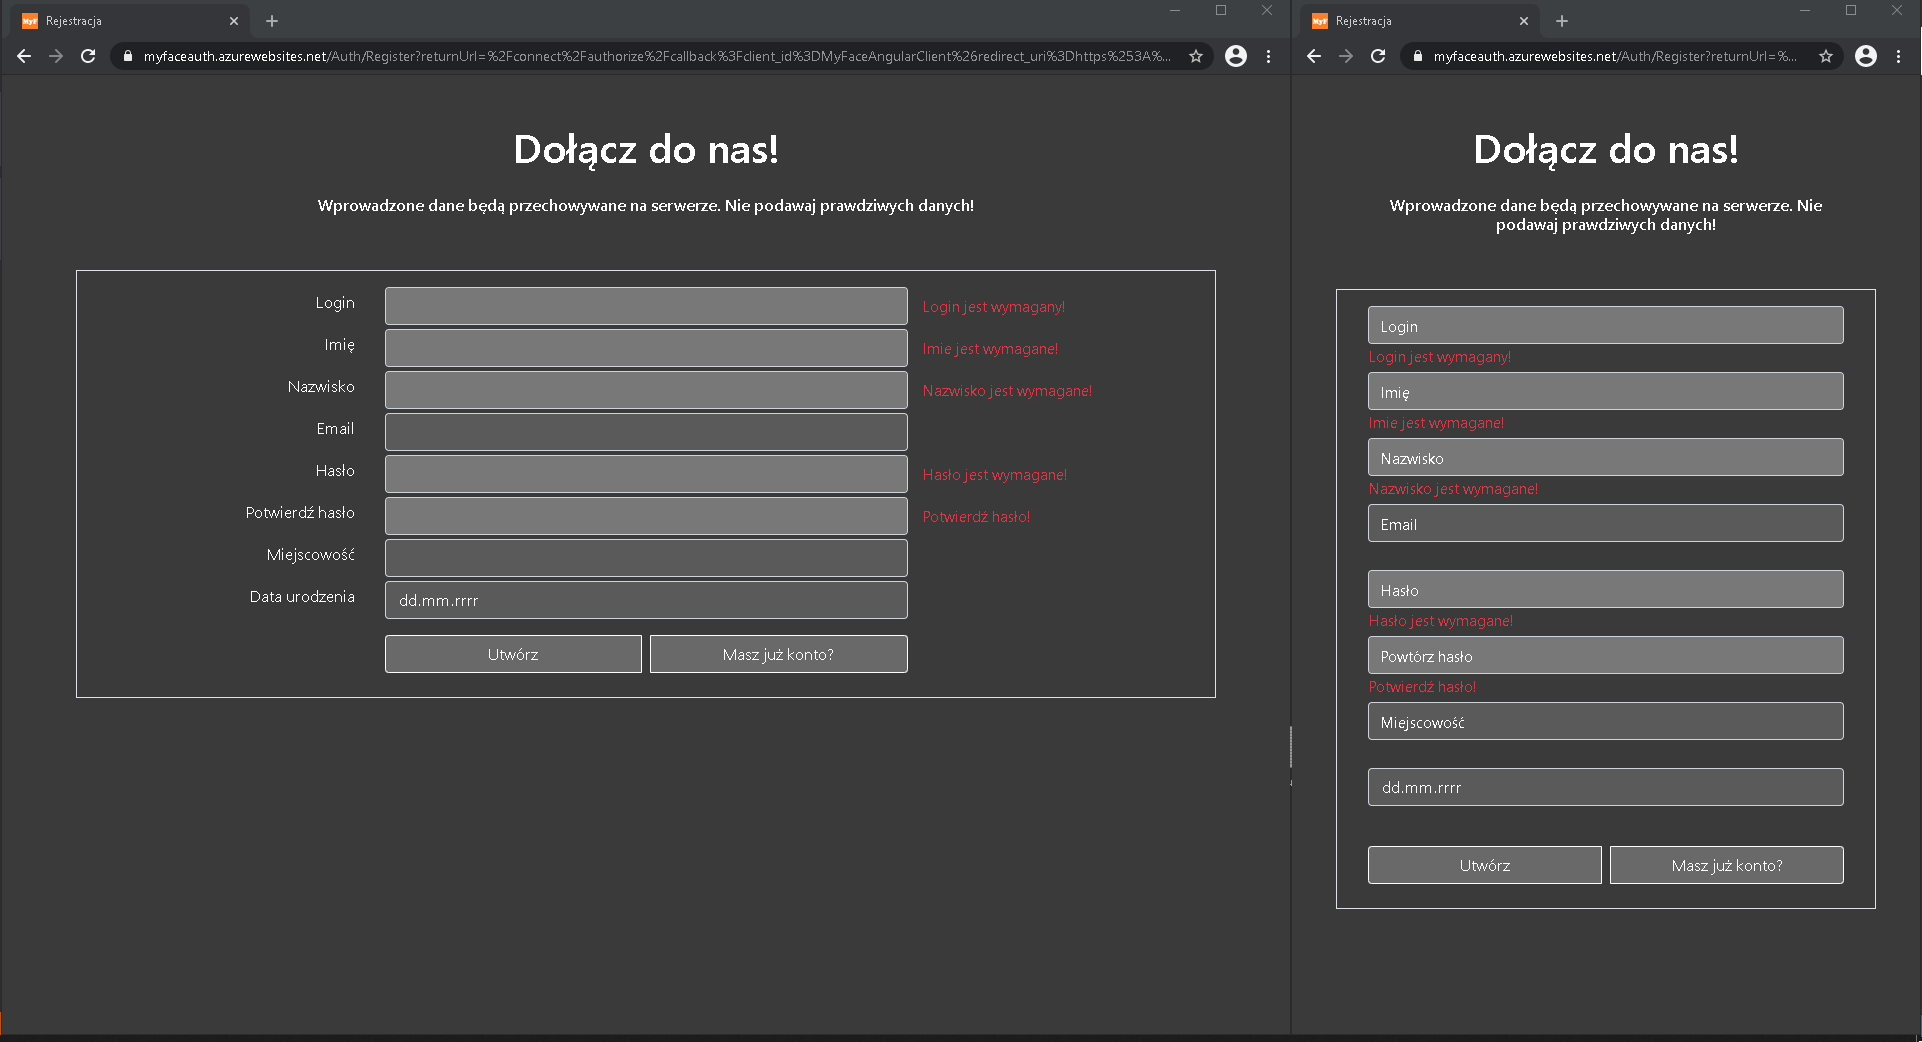 MyF Rejestracja
myfaceauth.azurewebsites.net/Auth/Register?returnUrl=%2Fconnect%2Fauthorize%2Fcallback%3Fclient_id%3DMyFaceAngularClient%26redirect_uri%3Dhttps%253A%...
Dołącz do nas!
Wprowadzone dane będą przechowywane na serwerze. Nie podawaj prawdziwych danych!
Login Login jest wymagany!
Imię Imie jest wymagane!
Nazwisko Nazwisko jest wymagane!
Email
Hasło Hasło jest wymagane!
Potwierdź hasło Potwierdź hasło!
Miejscowość
Data urodzenia dd.mm.rrrr
Utwórz Masz już konto?
MyF Rejestracja
myfaceauth.azurewebsites.net/Auth/Register?returnUrl=%...
Dołącz do nas!
Wprowadzone dane będą przechowywane na serwerze. Nie
podawaj prawdziwych danych!
Login
Login jest wymagany!
Imię
Imie jest wymagane!
Nazwisko
Nazwisko jest wymagane!
Email
Hasło
Hasło jest wymagane!
Powtórz hasło
Potwierdź hasło!
Miejscowość
dd.mm.rrrr
Utwórz Masz już konto?